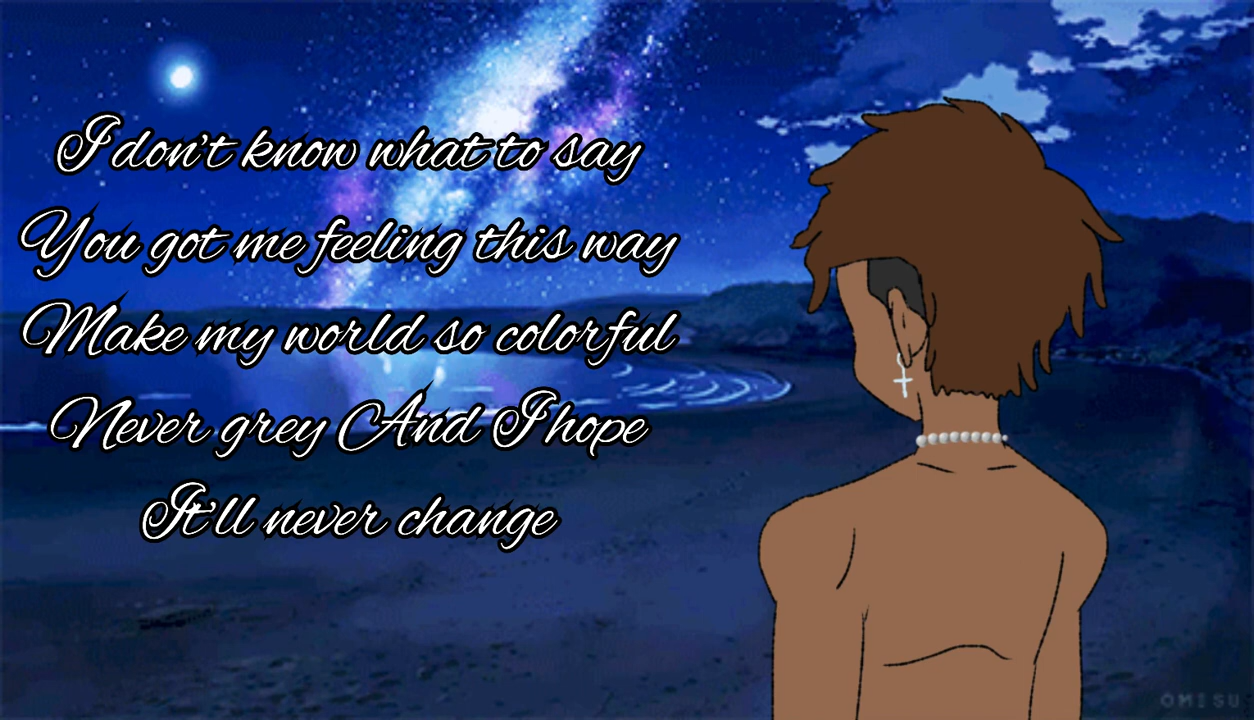 I don't know what to say
You got me feeling this way
Make my world so colorful
Never grey And I hope
It'll never change
OMISU